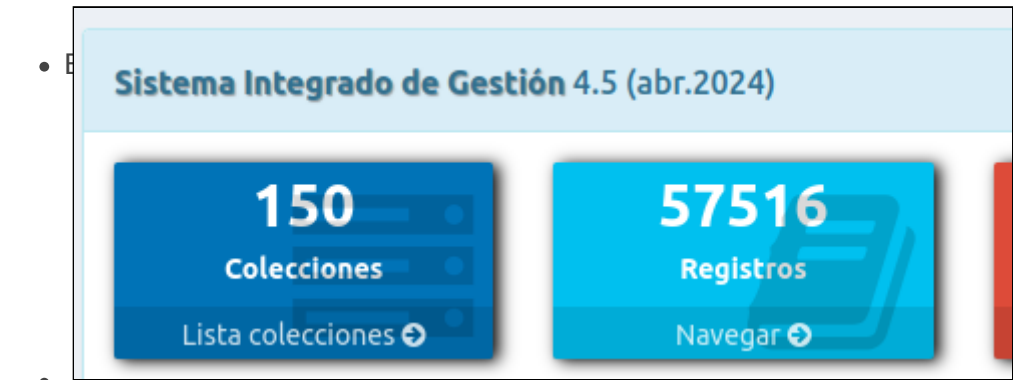 Sistema Integrado de Gestión 4.5 (abr.2024)
150
Colecciones
Lista colecciones
57516
Registros
Navegar